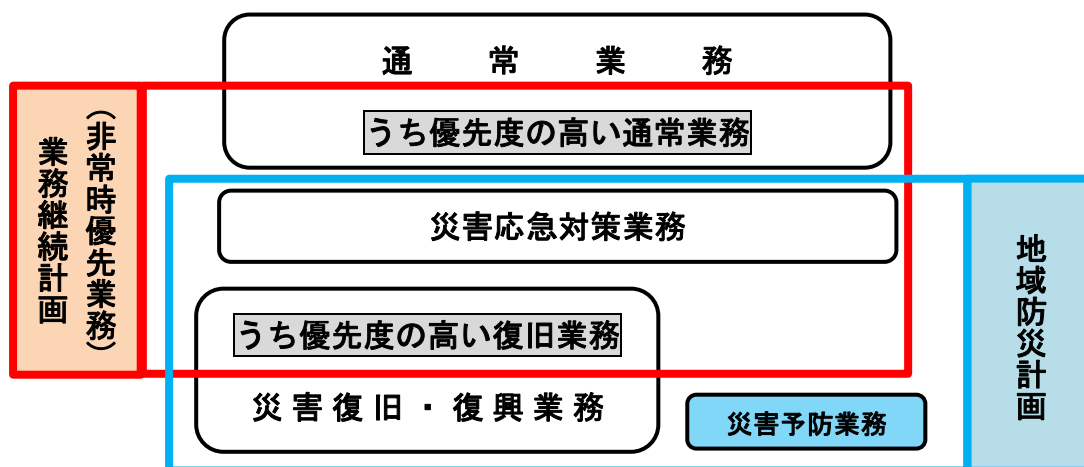 通常業務
うち優先度の高い通常業務
業務継続計画
（非常時優先業務）
災害応急対策業務
地域防災計画
うち優先度の高い復旧業務
災害復旧・復興業務
災害予防業務